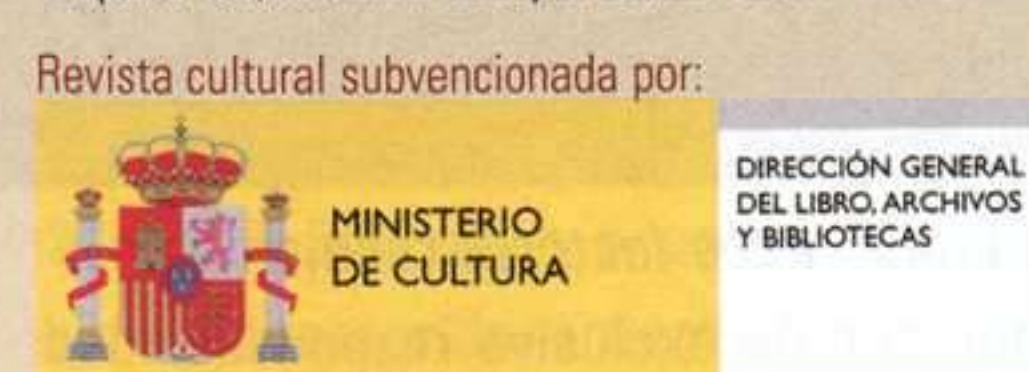 Revista cultural subvencionada por:
MINISTERIO
DE CULTURA
DIRECCIÓN GENERAL
DEL LIBRO, ARCHIVOS
Y BIBLIOTECAS